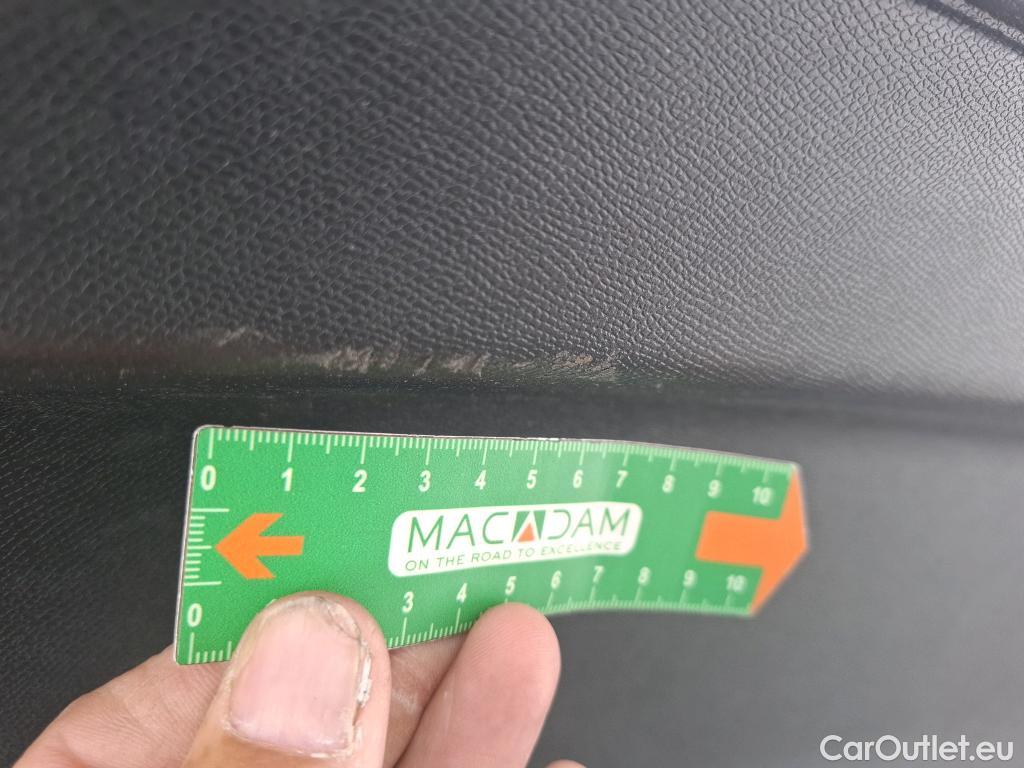 0 1 2 3 4 5 6 7 8 9 10
MACADAM
ON THE ROAD TO EXCELLENCE
0 3 4 5 6 7 8 9 10
CarOutlet.eu